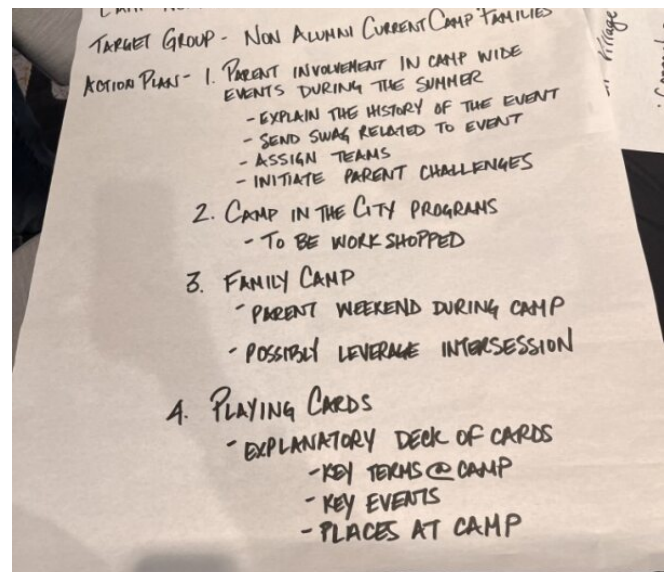 TARGET GROUP - NON ALUMNI CURRENT CAMP FAMILIES
ACTION PLAN - 1. PARENT INVOLVEMENT IN CAMP WIDE
EVENTS DURING THE SUMMER
- EXPLAIN THE HISTORY OF THE EVENT
- SEND SWAG RELATED TO EVENT
- ASSIGN TEAMS
- INITIATE PARENT CHALLENGES
2. CAMP IN THE CITY PROGRAMS
- TO BE WORKSHOPPED
3. FAMILY CAMP
- PARENT WEEKEND DURING CAMP
- POSSIBLY LEVERAGE INTERSESSION
4. PLAYING CARDS
- EXPLANATORY DECK OF CARDS
- KEY TERMS @ CAMP
- KEY EVENTS
- PLACES AT CAMP